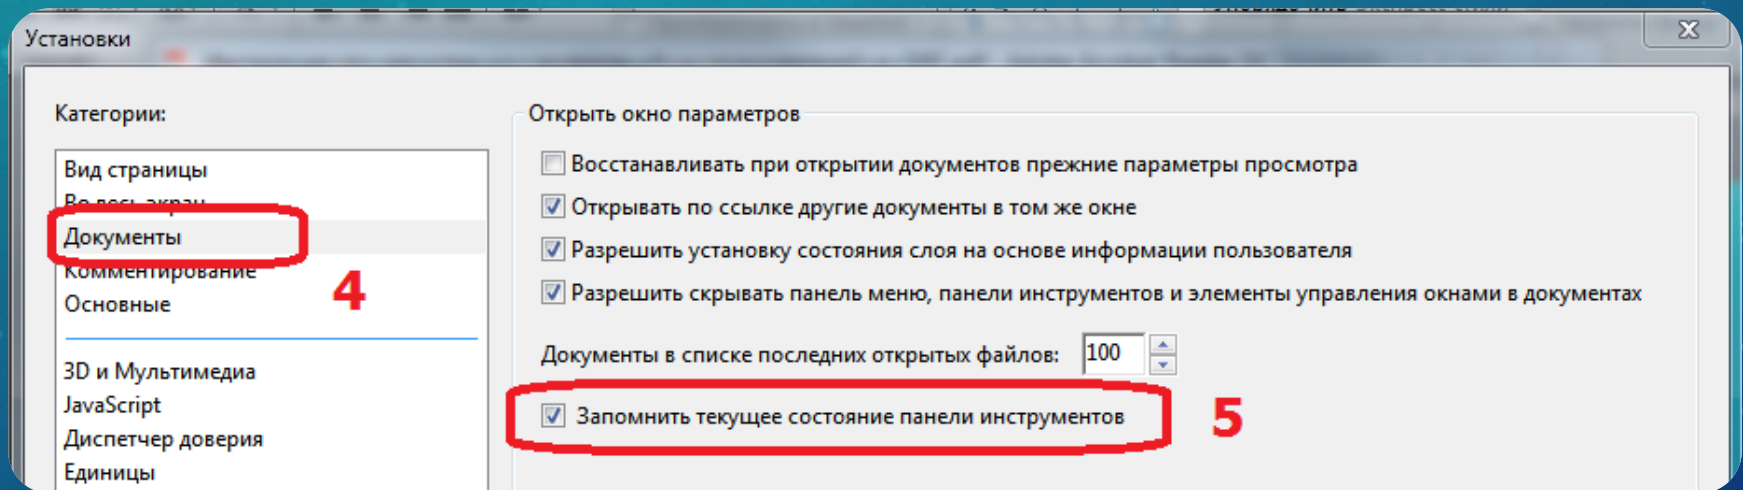 Установки
Категории:
Вид страницы
Во весь экран
Документы
Комментирование
Основные
3D и Мультимедиа
JavaScript
Диспетчер доверия
Единицы
4
Открыть окно параметров
Восстанавливать при открытии документов прежние параметры просмотра
Открывать по ссылке другие документы в том же окне
Разрешить установку состояния слоя на основе информации пользователя
Разрешить скрывать панель меню, панели инструментов и элементы управления окнами в документах
Документы в списке последних открытых файлов: 100
Запомнить текущее состояние панели инструментов
5